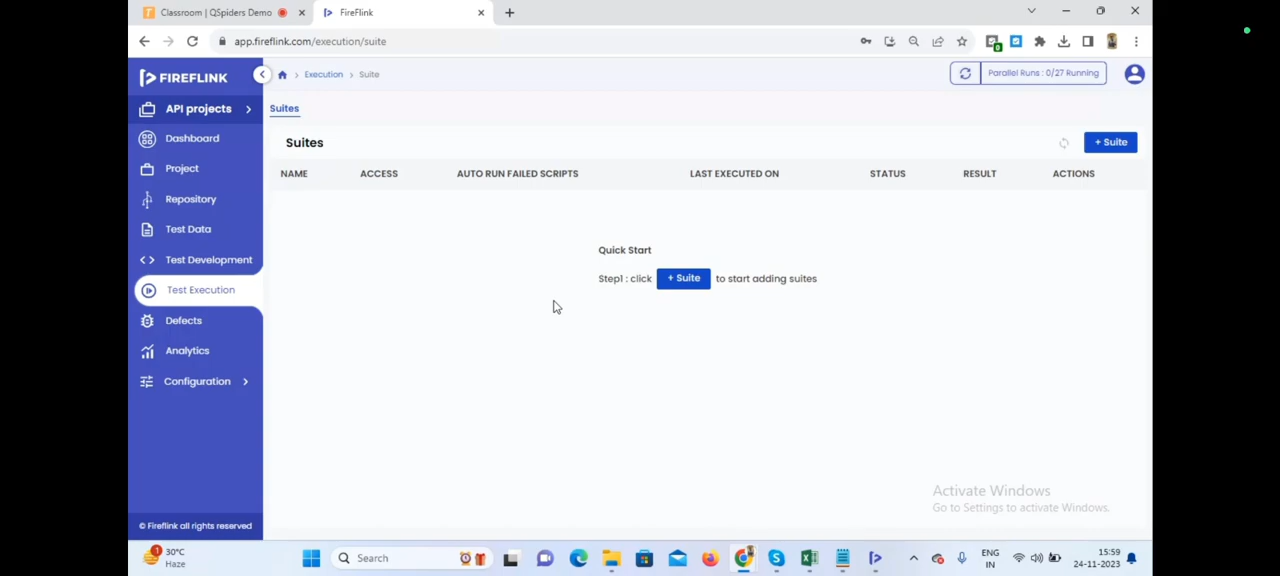 Classroom | QSpiders Demo
FireFlink
app.fireflink.com/execution/suite
0
FIREFLINK
Execution > Suite
Parallel Runs : 0/27 Running
API projects
Suites
Dashboard
Suites
+ Suite
Project
NAME ACCESS AUTO RUN FAILED SCRIPTS LAST EXECUTED ON STATUS RESULT ACTIONS
Repository
Test Data
Quick Start
Test Development
Step1 : click + Suite to start adding suites
Test Execution
Defects
Analytics
Configuration
Activate Windows
Go to Settings to activate Windows.
© Fireflink all rights reserved
1
30°C
Haze
Search
ENG
IN
15:59
24-11-2023